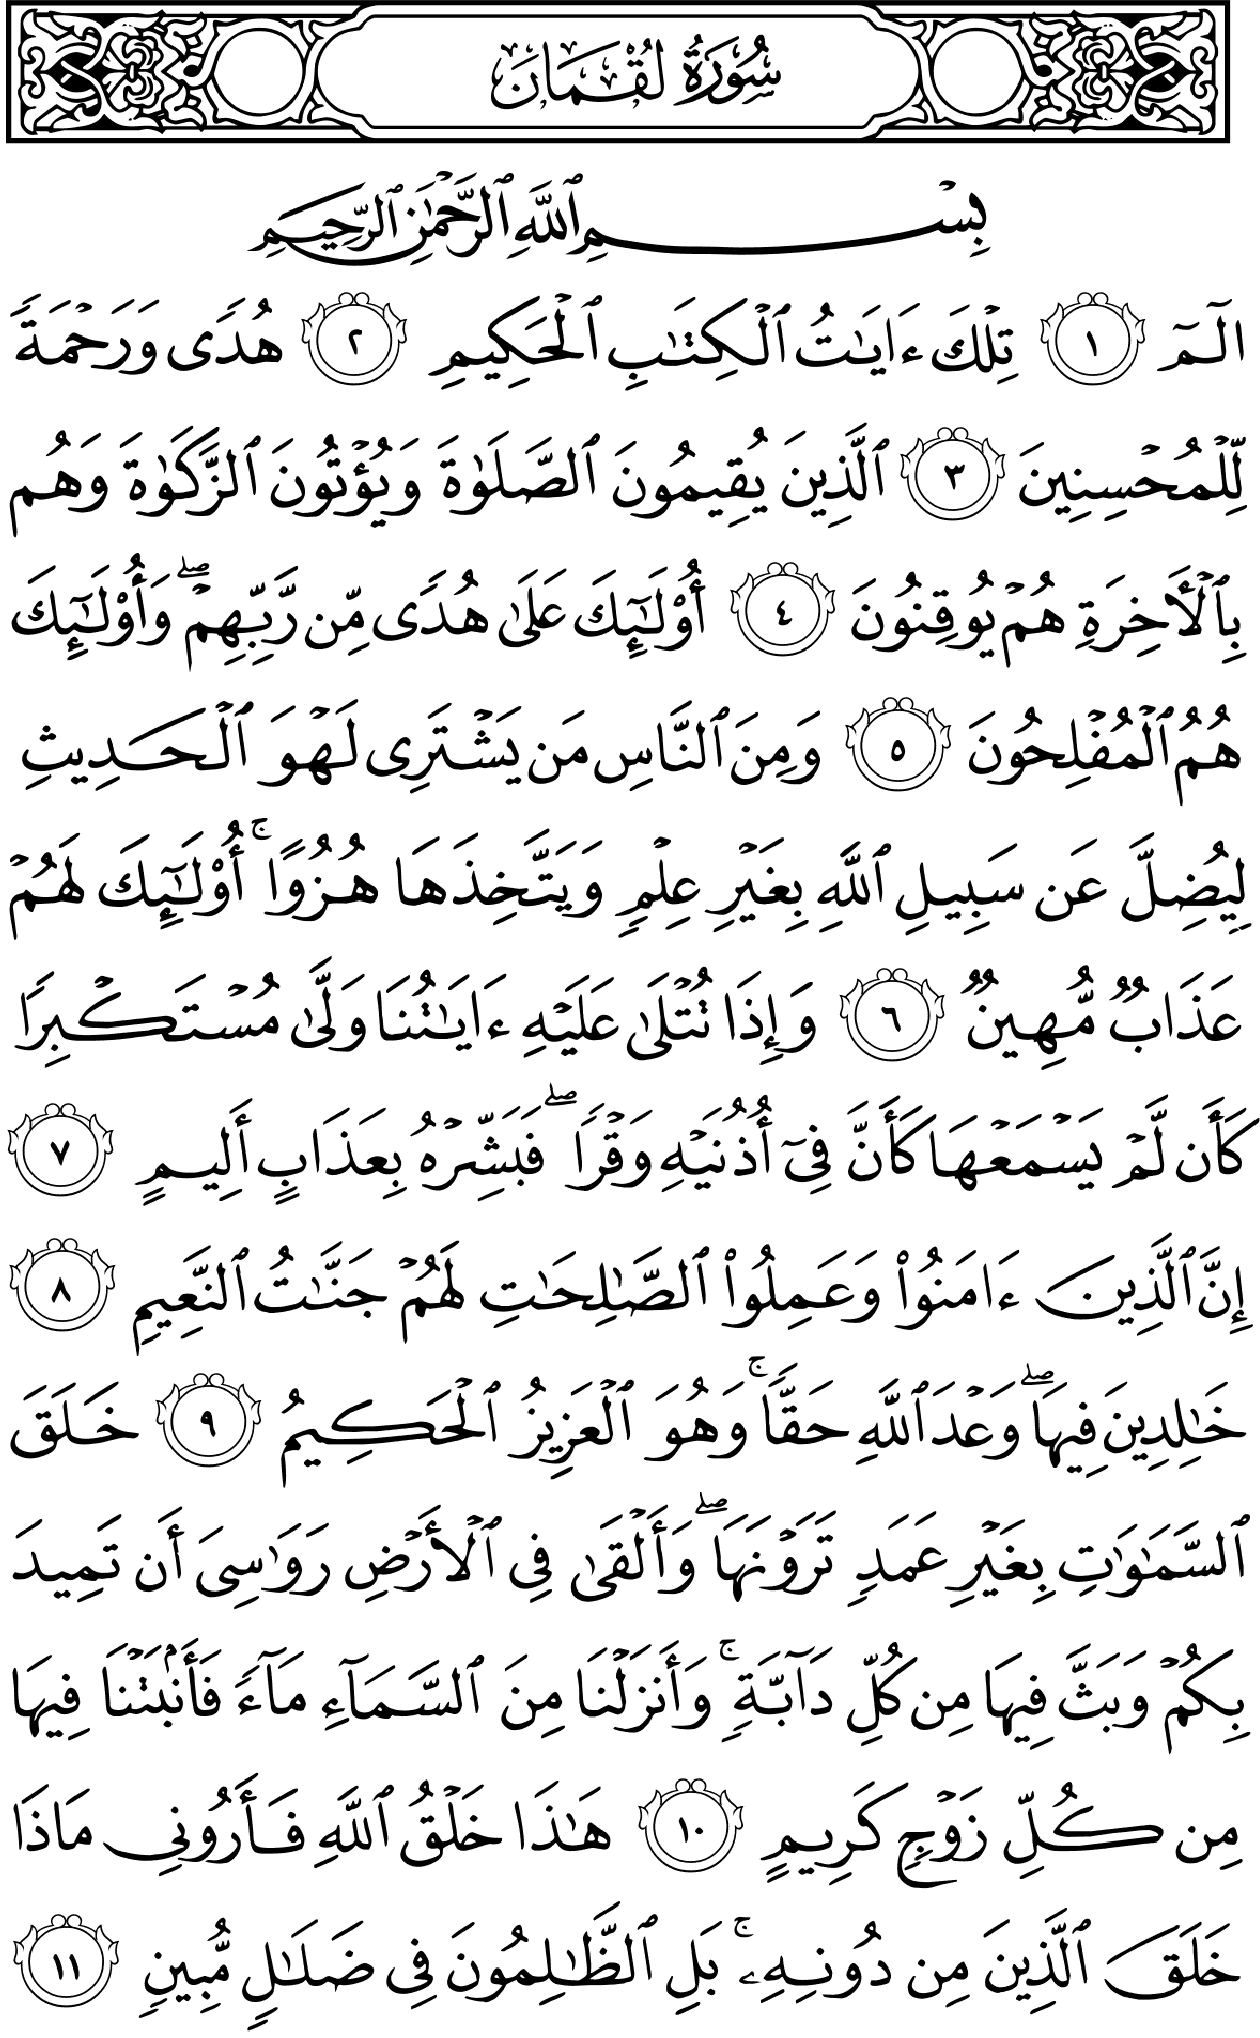 سُورَةُ لُقْمَانَ
بِسْمِ ٱللَّهِ ٱلرَّحْمَٰنِ ٱلرَّحِيمِ
الٓمٓ ١ تِلْكَ ءَايَٰتُ ٱلْكِتَٰبِ ٱلْحَكِيمِ ٢ هُدًى وَرَحْمَةً
لِّلْمُحْسِنِينَ ٣ ٱلَّذِينَ يُقِيمُونَ ٱلصَّلَوٰةَ وَيُؤْتُونَ ٱلزَّكَوٰةَ وَهُم
بِٱلْأَخِرَةِ هُمْ يُوقِنُونَ ٤ أُوْلَٰٓئِكَ عَلَىٰ هُدًى مِّن رَّبِّهِمْۖ وَأُوْلَٰٓئِكَ
هُمُ ٱلْمُفْلِحُونَ ٥ وَمِنَ ٱلنَّاسِ مَن يَشْتَرِى لَهْوَ ٱلْحَدِيثِ
لِيُضِلَّ عَن سَبِيلِ ٱللَّهِ بِغَيْرِ عِلْمٍ وَيَتَّخِذَهَا هُزُوًاۚ أُوْلَٰٓئِكَ لَهُمْ
عَذَابٌ مُّهِينٌ ٦ وَإِذَا تُتْلَىٰ عَلَيْهِ ءَايَٰتُنَا وَلَّىٰ مُسْتَكْبِرًا
كَأَن لَّمْ يَسْمَعْهَا كَأَنَّ فِىٓ أُذُنَيْهِ وَقْرًاۖ فَبَشِّرْهُ بِعَذَابٍ أَلِيمٍ ٧
إِنَّ ٱلَّذِينَ ءَامَنُوا۟ وَعَمِلُوا۟ ٱلصَّٰلِحَٰتِ لَهُمْ جَنَّٰتُ ٱلنَّعِيمِ ٨
خَٰلِدِينَ فِيهَاۖ وَعْدَ ٱللَّهِ حَقًّاۚ وَهُوَ ٱلْعَزِيزُ ٱلْحَكِيمُ ٩ خَلَقَ
ٱلسَّمَٰوَٰتِ بِغَيْرِ عَمَدٍ تَرَوْنَهَاۖ وَأَلْقَىٰ فِى ٱلْأَرْضِ رَوَٰسِىَ أَن تَمِيدَ
بِكُمْ وَبَثَّ فِيهَا مِن كُلِّ دَآبَّةٍۚ وَأَنزَلْنَا مِنَ ٱلسَّمَآءِ مَآءً فَأَنۢبَتْنَا فِيهَا
مِن كُلِّ زَوْجٍ كَرِيمٍ ١٠ هَٰذَا خَلْقُ ٱللَّهِ فَأَرُونِى مَاذَا
خَلَقَ ٱلَّذِينَ مِن دُونِهِۦۚ بَلِ ٱلظَّٰلِمُونَ فِى ضَلَٰلٍ مُّبِينٍ ١١